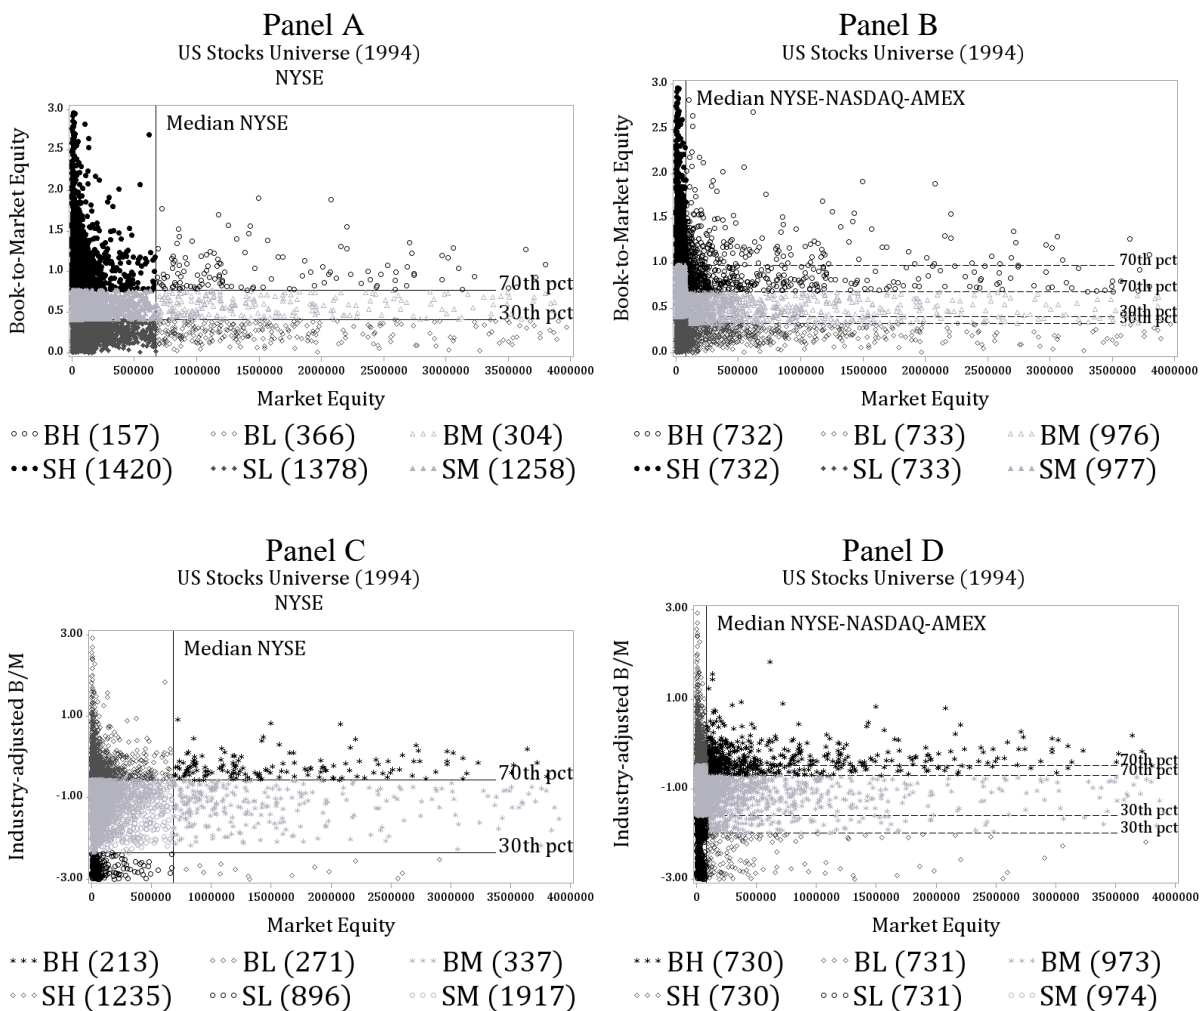 Panel A
US Stocks Universe (1994)
NYSE
Median NYSE
Book-to-Market Equity
3.0
2.5
2.0
1.5
1.0
0.5
0.0
70th pct
30th pct
0 500000 1000000 1500000 2000000 2500000 3000000 3500000 4000000
Market Equity
BH (157) BL (366) BM (304)
SH (1420) SL (1378) SM (1258)
Panel B
US Stocks Universe (1994)
Median NYSE-NASDAQ-AMEX
Book-to-Market Equity
3.0
2.5
2.0
1.5
1.0
0.5
0.0
70th pct
70th pct
30th pct
30th pct
0 500000 1000000 1500000 2000000 2500000 3000000 3500000 4000000
Market Equity
BH (732) BL (733) BM (976)
SH (732) SL (733) SM (977)
Panel C
US Stocks Universe (1994)
NYSE
Median NYSE
Industry-adjusted B/M
3.00
1.00
-1.00
-3.00
70th pct
30th pct
0 500000 1000000 1500000 2000000 2500000 3000000 3500000 4000000
Market Equity
BH (213) BL (271) BM (337)
SH (1235) SL (896) SM (1917)
Panel D
US Stocks Universe (1994)
Median NYSE-NASDAQ-AMEX
Industry-adjusted B/M
3.00
1.00
-1.00
-3.00
70th pct
70th pct
30th pct
30th pct
0 500000 1000000 1500000 2000000 2500000 3000000 3500000 4000000
Market Equity
BH (730) BL (731) BM (973)
SH (730) SL (731) SM (974)